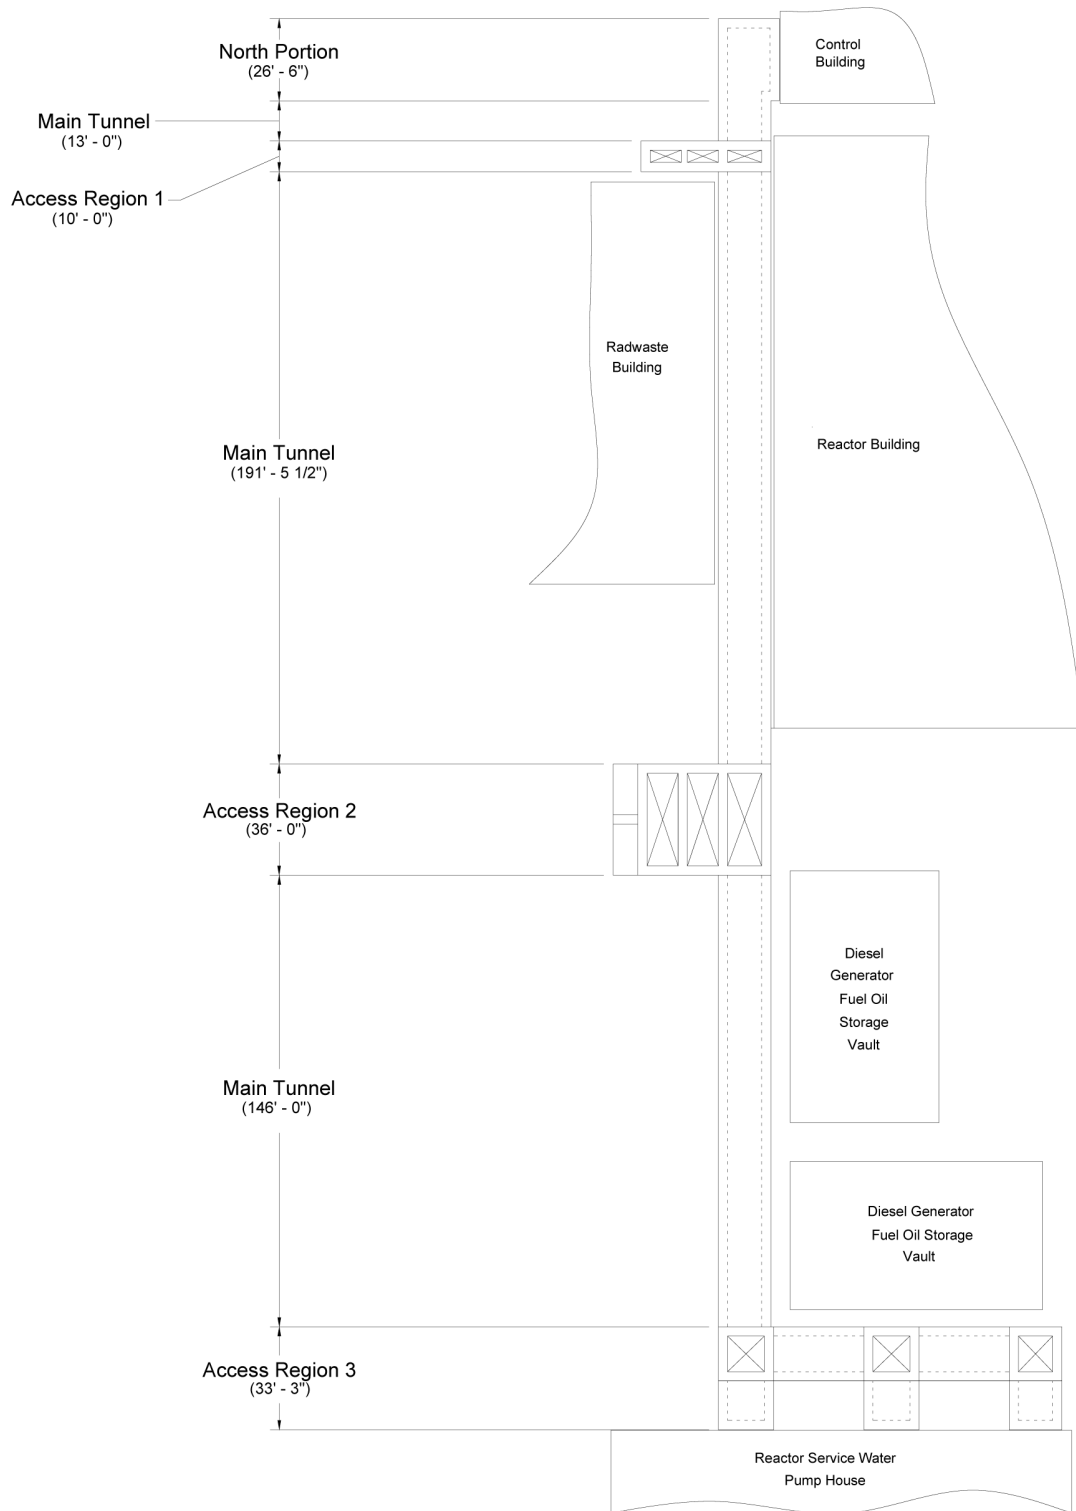 North Portion
(26' - 6")
Control
Building
Main Tunnel
(13' - 0")
Access Region 1
(10' - 0")
Radwaste
Building
Reactor Building
Main Tunnel
(191' - 5 1/2")
Access Region 2
(36' - 0")
Diesel
Generator
Fuel Oil
Storage
Vault
Main Tunnel
(146' - 0")
Diesel Generator
Fuel Oil Storage
Vault
Access Region 3
(33' - 3")
Reactor Service Water
Pump House